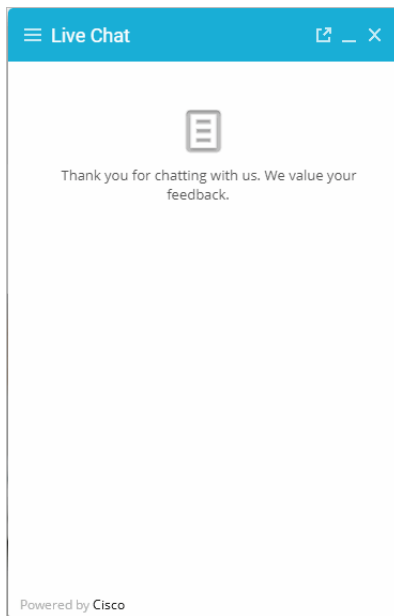 Live Chat
Thank you for chatting with us. We value your
feedback.
Powered by Cisco